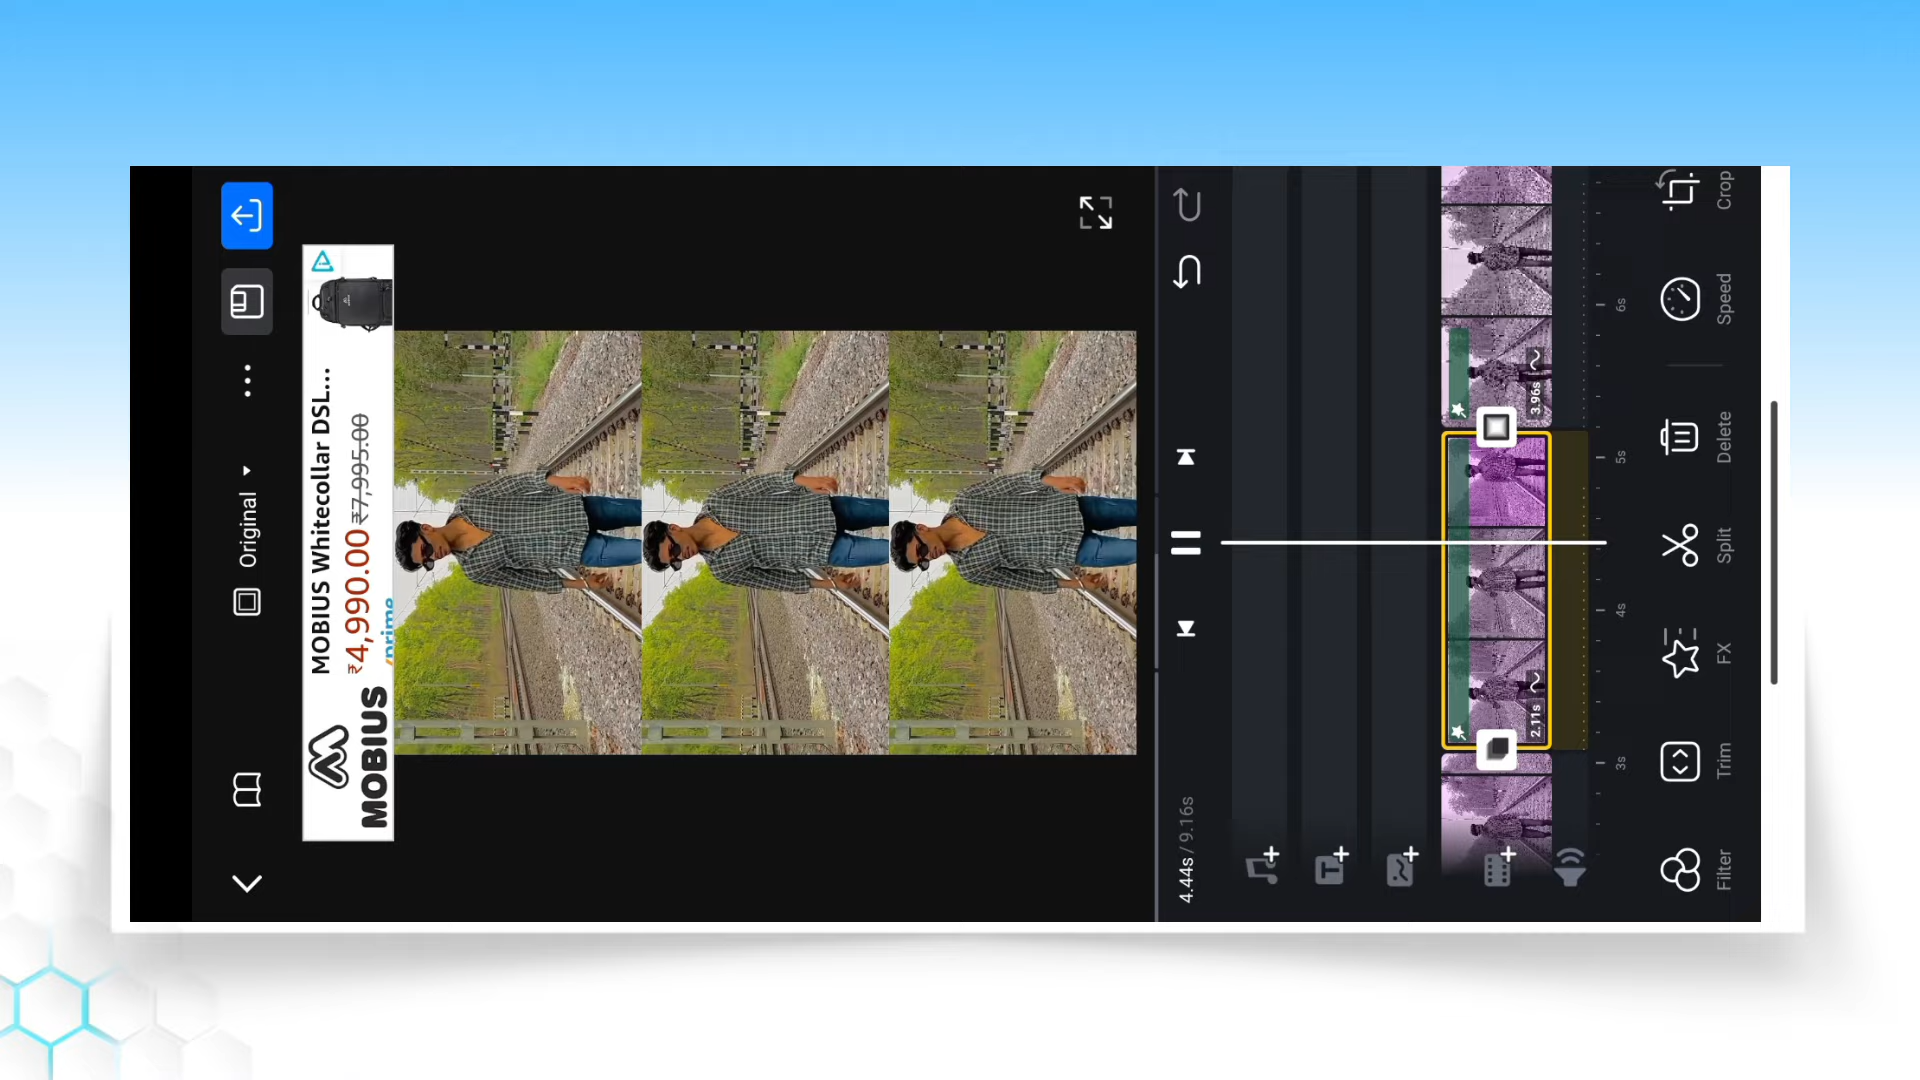 Original
MOBIUS
MOBIUS Whitecollar DSL...
₹4,990.00 ₹7,995.00
prime
4.44s / 9.16s
T
2.11s
3.96s
3s
4s
5s
6s
Filter
Trim
FX
Split
Delete
Speed
Crop